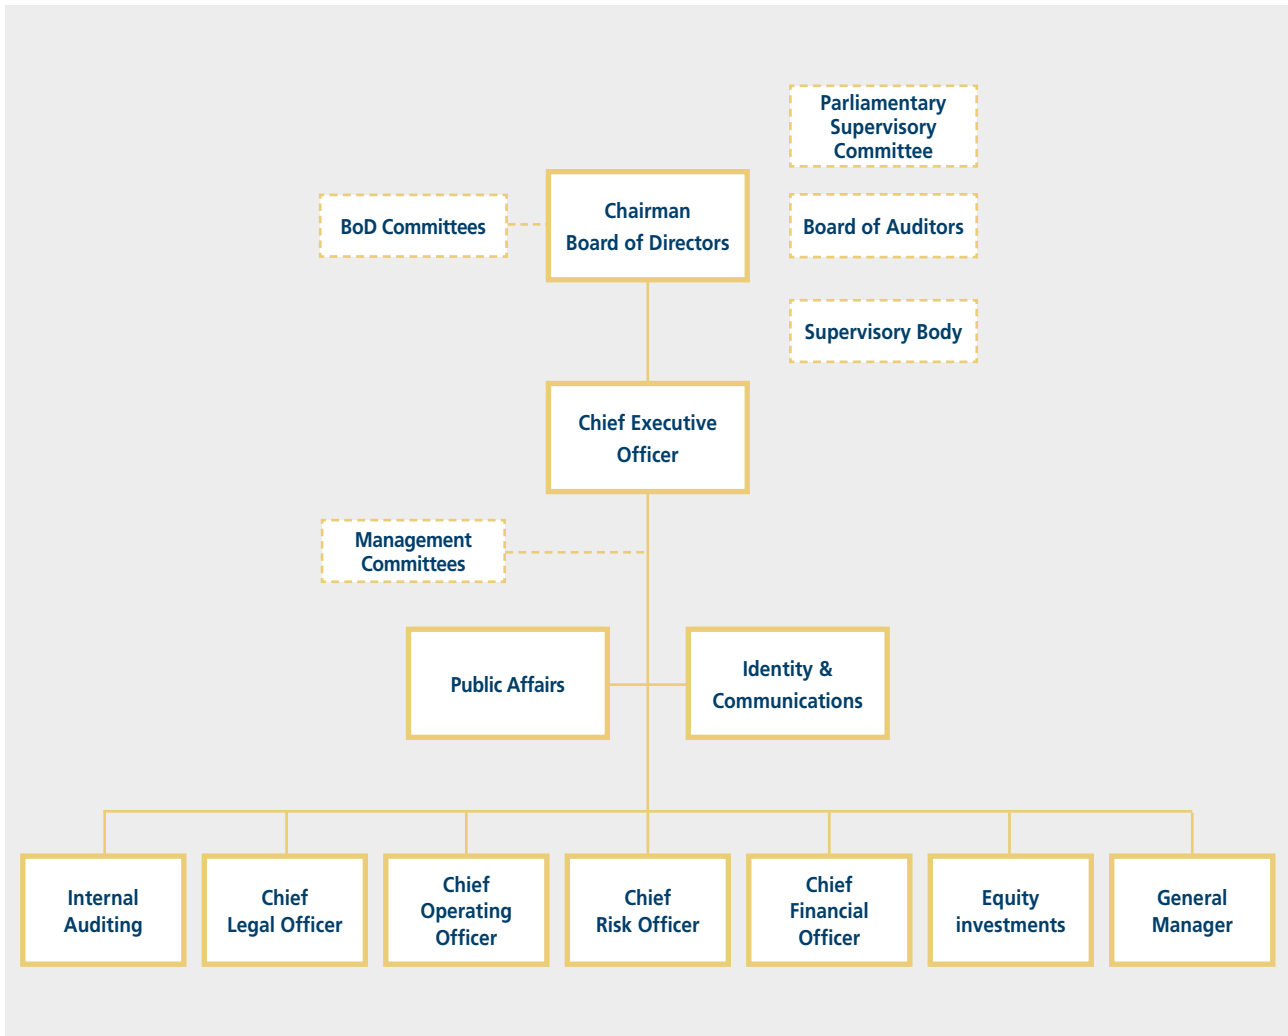 Parliamentary
Supervisory
Committee
BoD Committees
Chairman
Board of Directors
Board of Auditors
Supervisory Body
Chief Executive
Officer
Management
Committees
Public Affairs
Identity &
Communications
Internal
Auditing
Chief
Legal Officer
Chief
Operating
Officer
Chief
Risk Officer
Chief
Financial
Officer
Equity
investments
General
Manager